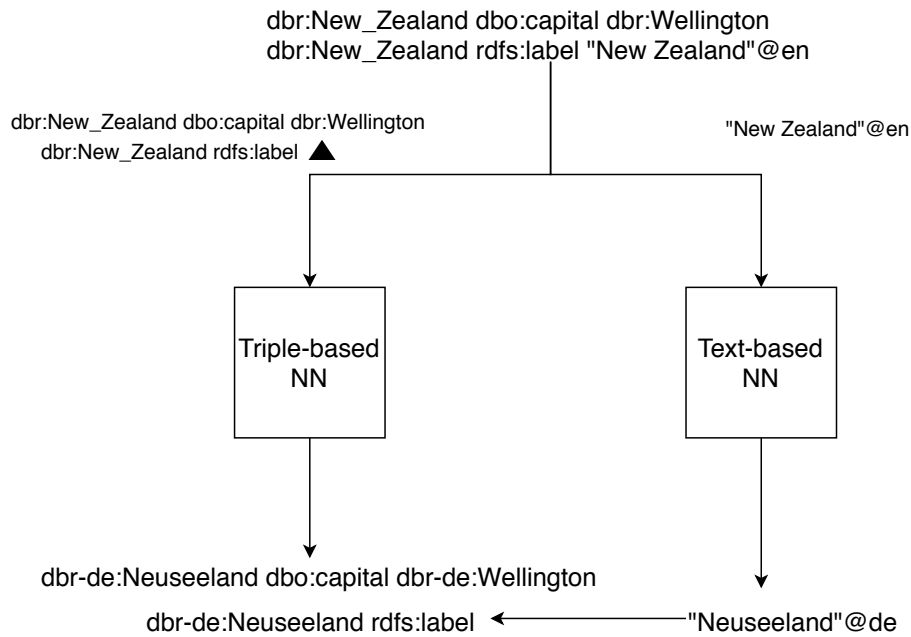 dbr:New_Zealand dbo:capital dbr:Wellington
dbr:New_Zealand rdfs:label "New Zealand"@en
dbr:New_Zealand dbo:capital dbr:Wellington
dbr:New_Zealand rdfs:label
"New Zealand"@en
Triple-based
NN
Text-based
NN
dbr-de:Neuseeland dbo:capital dbr-de:Wellington
dbr-de:Neuseeland rdfs:label
"Neuseeland"@de